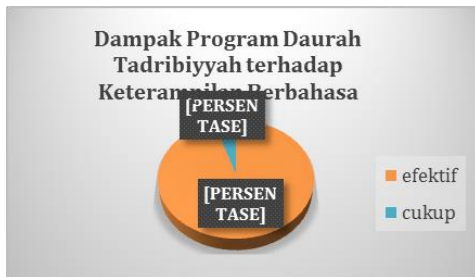 Dampak Program Daurah
Tadribiyyah terhadap
Keterampilan Berbahasa
[PERSEN
TASE]
[PERSEN
TASE]
efektif
cukup